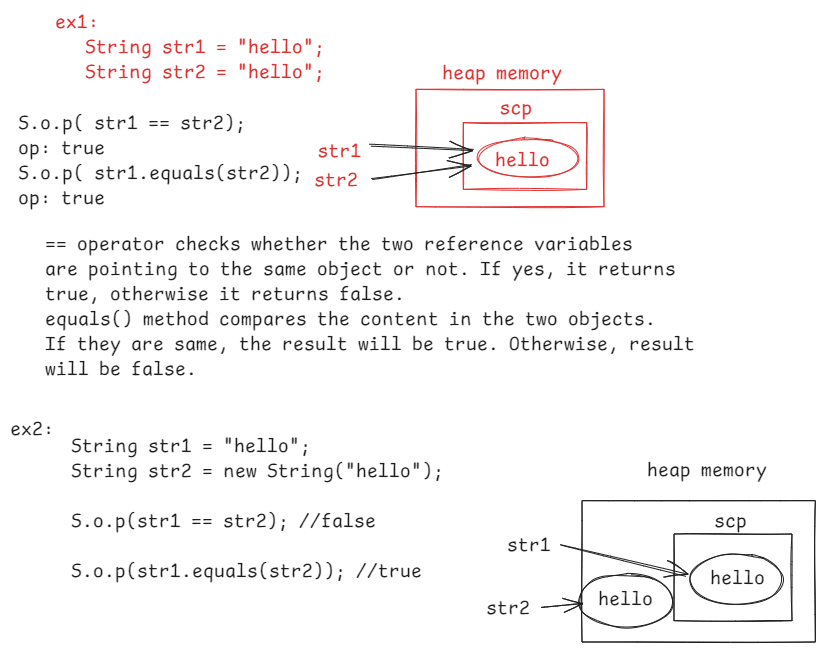 ex1:
String str1 = "hello";
String str2 = "hello";
heap memory
scp
S.o.p( str1 == str2);
op: true
str1
hello
S.o.p( str1.equals(str2));
str2
op: true
== operator checks whether the two reference variables
are pointing to the same object or not. If yes, it returns
true, otherwise it returns false.
equals() method compares the content in the two objects.
If they are same, the result will be true. Otherwise, result
will be false.
ex2:
String str1 = "hello";
String str2 = new String("hello");
heap memory
S.o.p(str1 == str2); //false
scp
str1
S.o.p(str1.equals(str2)); //true
hello
hello
str2